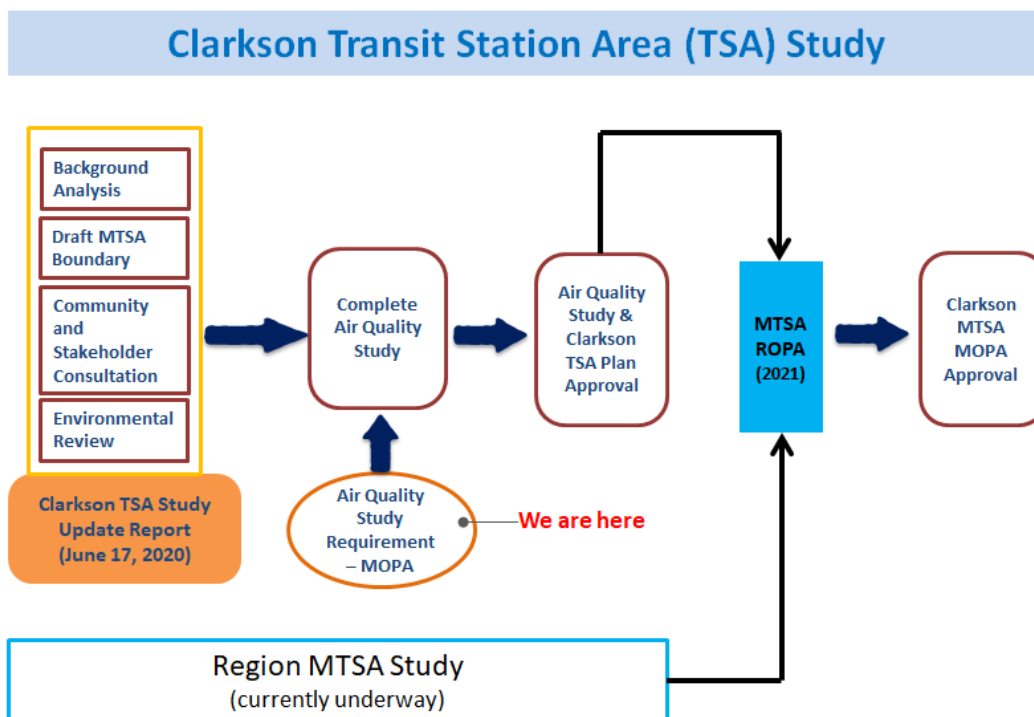 Clarkson Transit Station Area (TSA) Study
Background
Analysis
Draft MTSA
Boundary
Community
and
Stakeholder
Consultation
Environmental
Review
Clarkson TSA Study
Update Report
(June 17, 2020)
Complete
Air Quality
Study
Air Quality
Study
Requirement
– MOPA
We are here
Air Quality
Study &
Clarkson
TSA Plan
Approval
MTSA
ROPA
(2021)
Clarkson
MTSA
MOPA
Approval
Region MTSA Study
(currently underway)